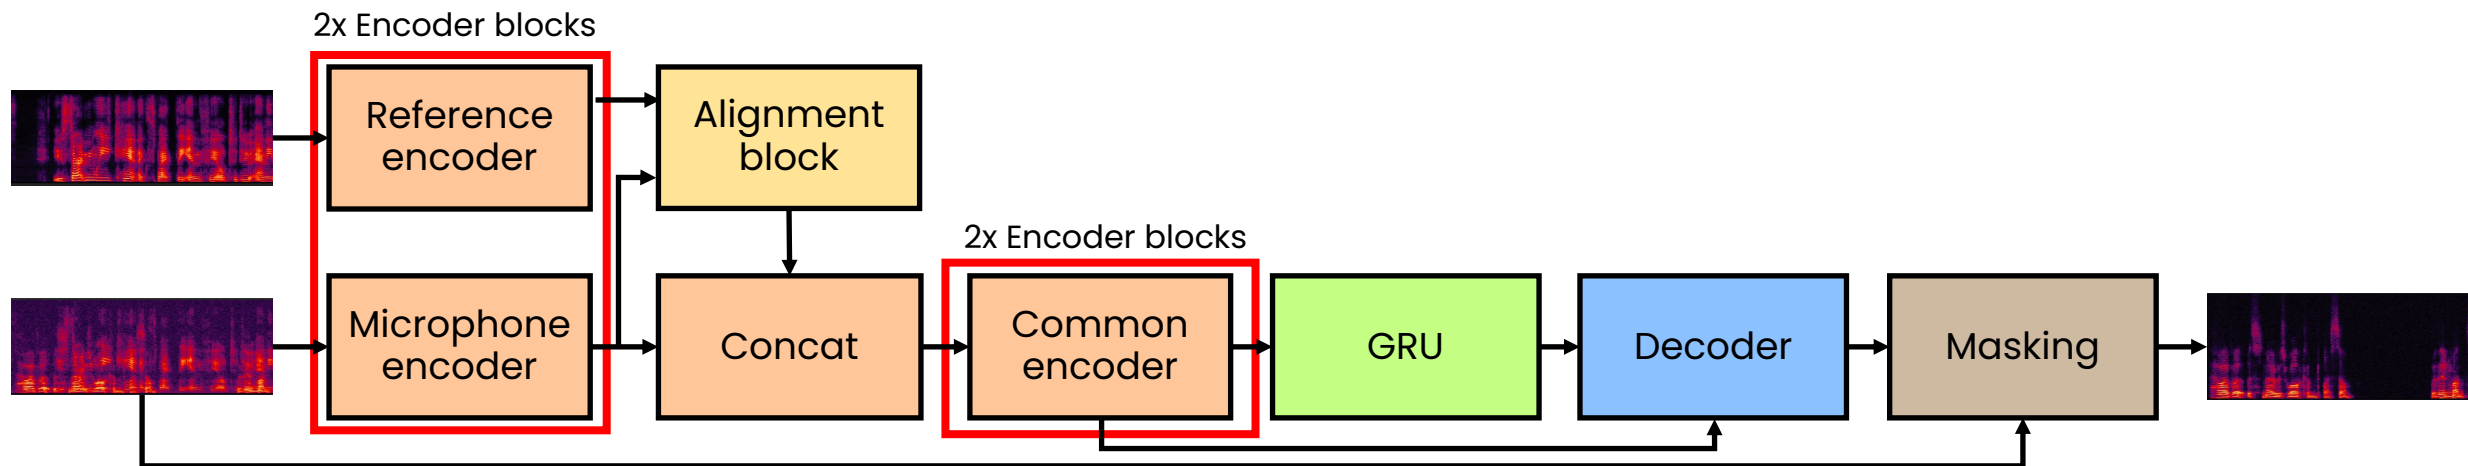 2x Encoder blocks
Reference
encoder
Alignment
block
2x Encoder blocks
Microphone
encoder
Concat
Common
encoder
GRU
Decoder
Masking